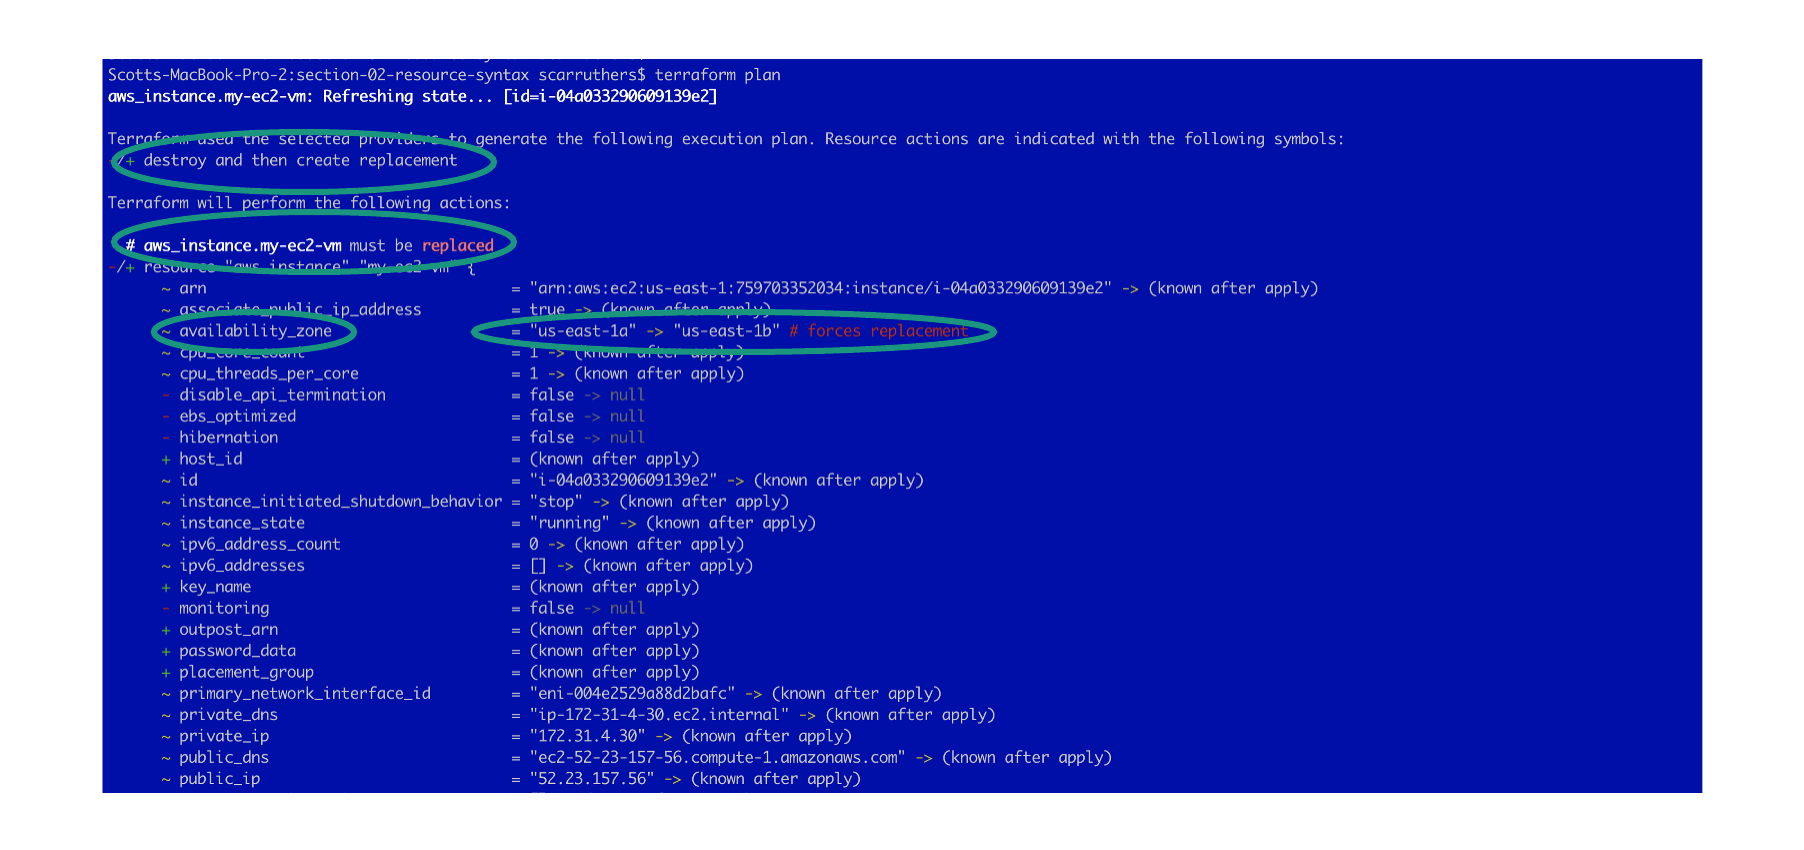 Scotts-MacBook-Pro-2:section-02-resource-syntax scarruthers$ terraform plan
aws_instance.my-ec2-vm: Refreshing state... [id=i-04a033290609139e2]
Terraform used the selected providers to generate the following execution plan. Resource actions are indicated with the following symbols:
-/+ destroy and then create replacement
Terraform will perform the following actions:
# aws_instance.my-ec2-vm must be replaced
-/+ resource "aws_instance" "my-ec2-vm" {
~ arn = "arn:aws:ec2:us-east-1:759703352034:instance/i-04a033290609139e2" -> (known after apply)
~ associate_public_ip_address = true -> (known after apply)
~ availability_zone = "us-east-1a" -> "us-east-1b" # forces replacement
~ cpu_core_count = 1 -> (known after apply)
~ cpu_threads_per_core = 1 -> (known after apply)
- disable_api_termination = false -> null
- ebs_optimized = false -> null
- hibernation = false -> null
+ host_id = (known after apply)
~ id = "i-04a033290609139e2" -> (known after apply)
~ instance_initiated_shutdown_behavior = "stop" -> (known after apply)
~ instance_state = "running" -> (known after apply)
~ ipv6_address_count = 0 -> (known after apply)
~ ipv6_addresses = [] -> (known after apply)
+ key_name = (known after apply)
- monitoring = false -> null
+ outpost_arn = (known after apply)
+ password_data = (known after apply)
+ placement_group = (known after apply)
~ primary_network_interface_id = "eni-004e2529a88d2bafc" -> (known after apply)
~ private_dns = "ip-172-31-4-30.ec2.internal" -> (known after apply)
~ private_ip = "172.31.4.30" -> (known after apply)
~ public_dns = "ec2-52-23-157-56.compute-1.amazonaws.com" -> (known after apply)
~ public_ip = "52.23.157.56" -> (known after apply)